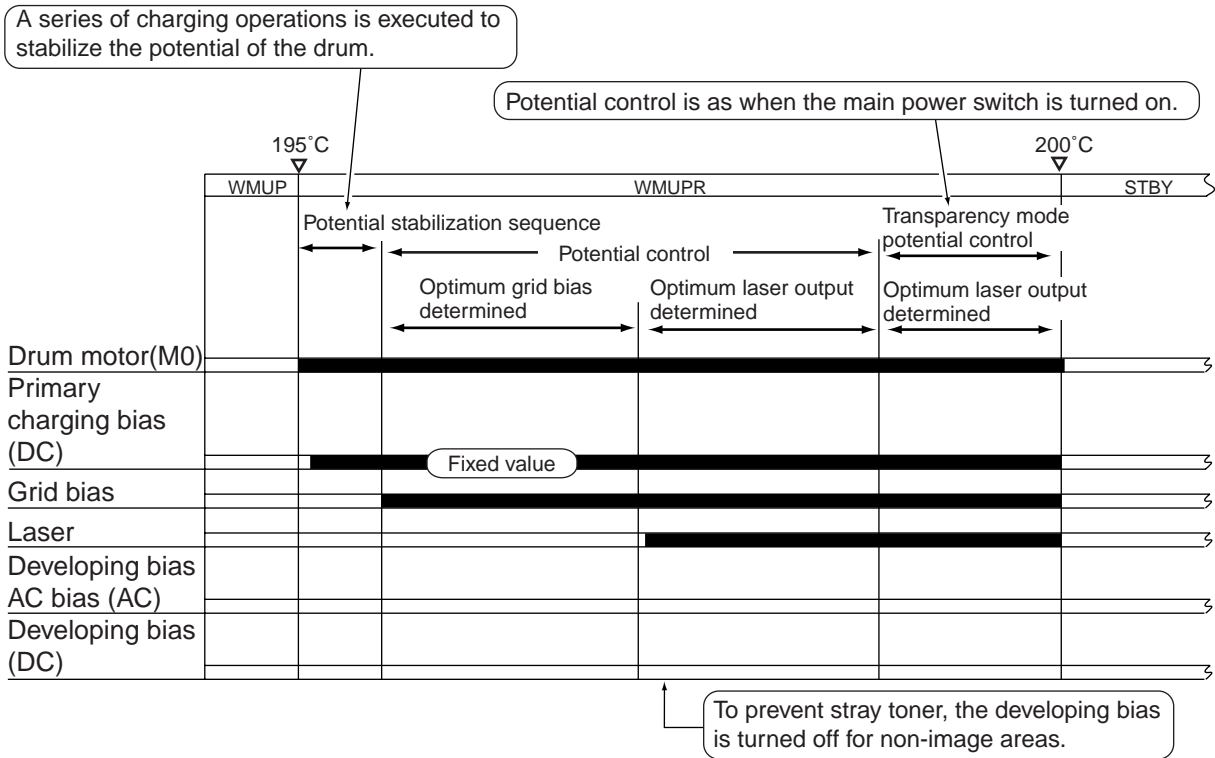 A series of charging operations is executed to
stabilize the potential of the drum.
Potential control is as when the main power switch is turned on.
195˚C
200˚C
WMUP
WMUPR
STBY
Potential stabilization sequence
Transparency mode
potential control
Potential control
Optimum grid bias
determined
Optimum laser output
determined
Optimum laser output
determined
Drum motor(M0)
Primary
charging bias
(DC)
Fixed value
Grid bias
Laser
Developing bias
AC bias (AC)
Developing bias
(DC)
To prevent stray toner, the developing bias
is turned off for non-image areas.